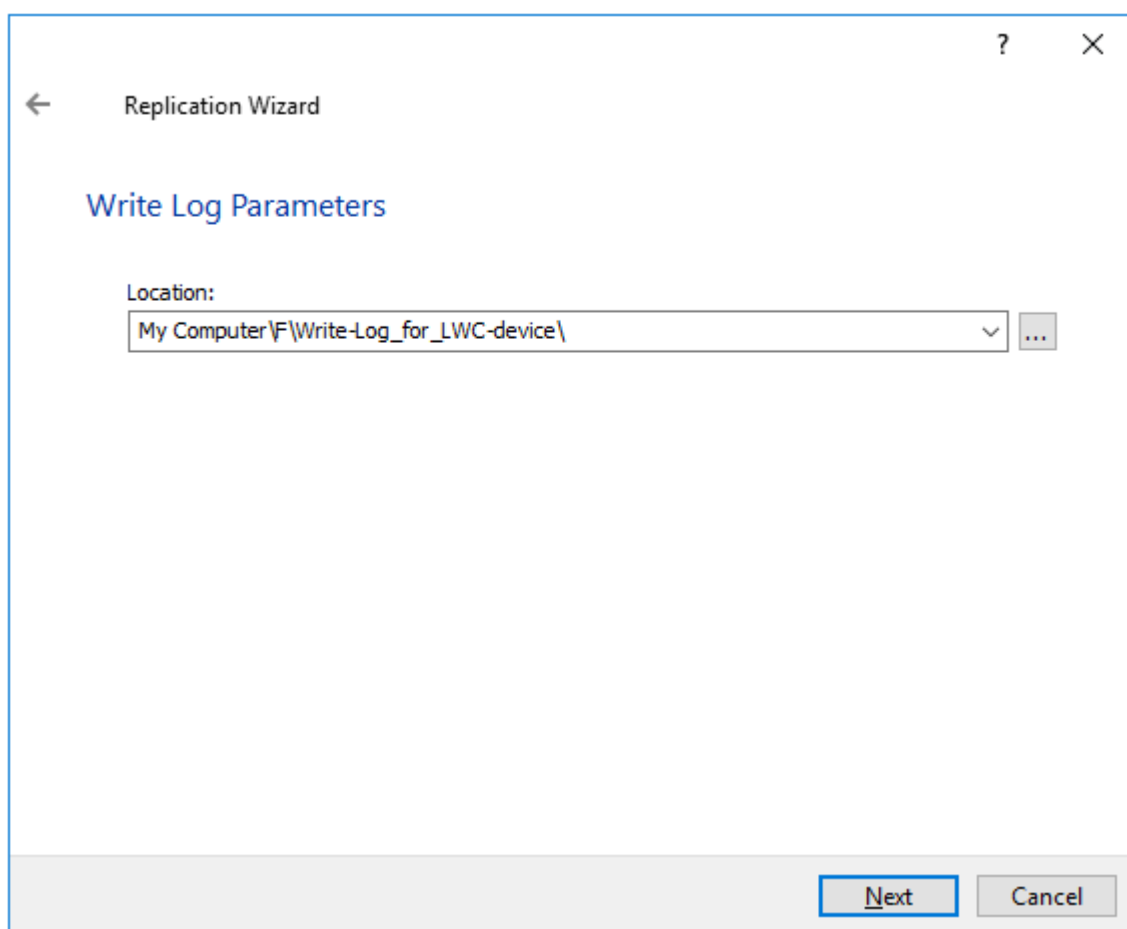 ?
Replication Wizard
Write Log Parameters
Location:
My Computer\F\Write-Log_for_LWC-device\
...
Next Cancel